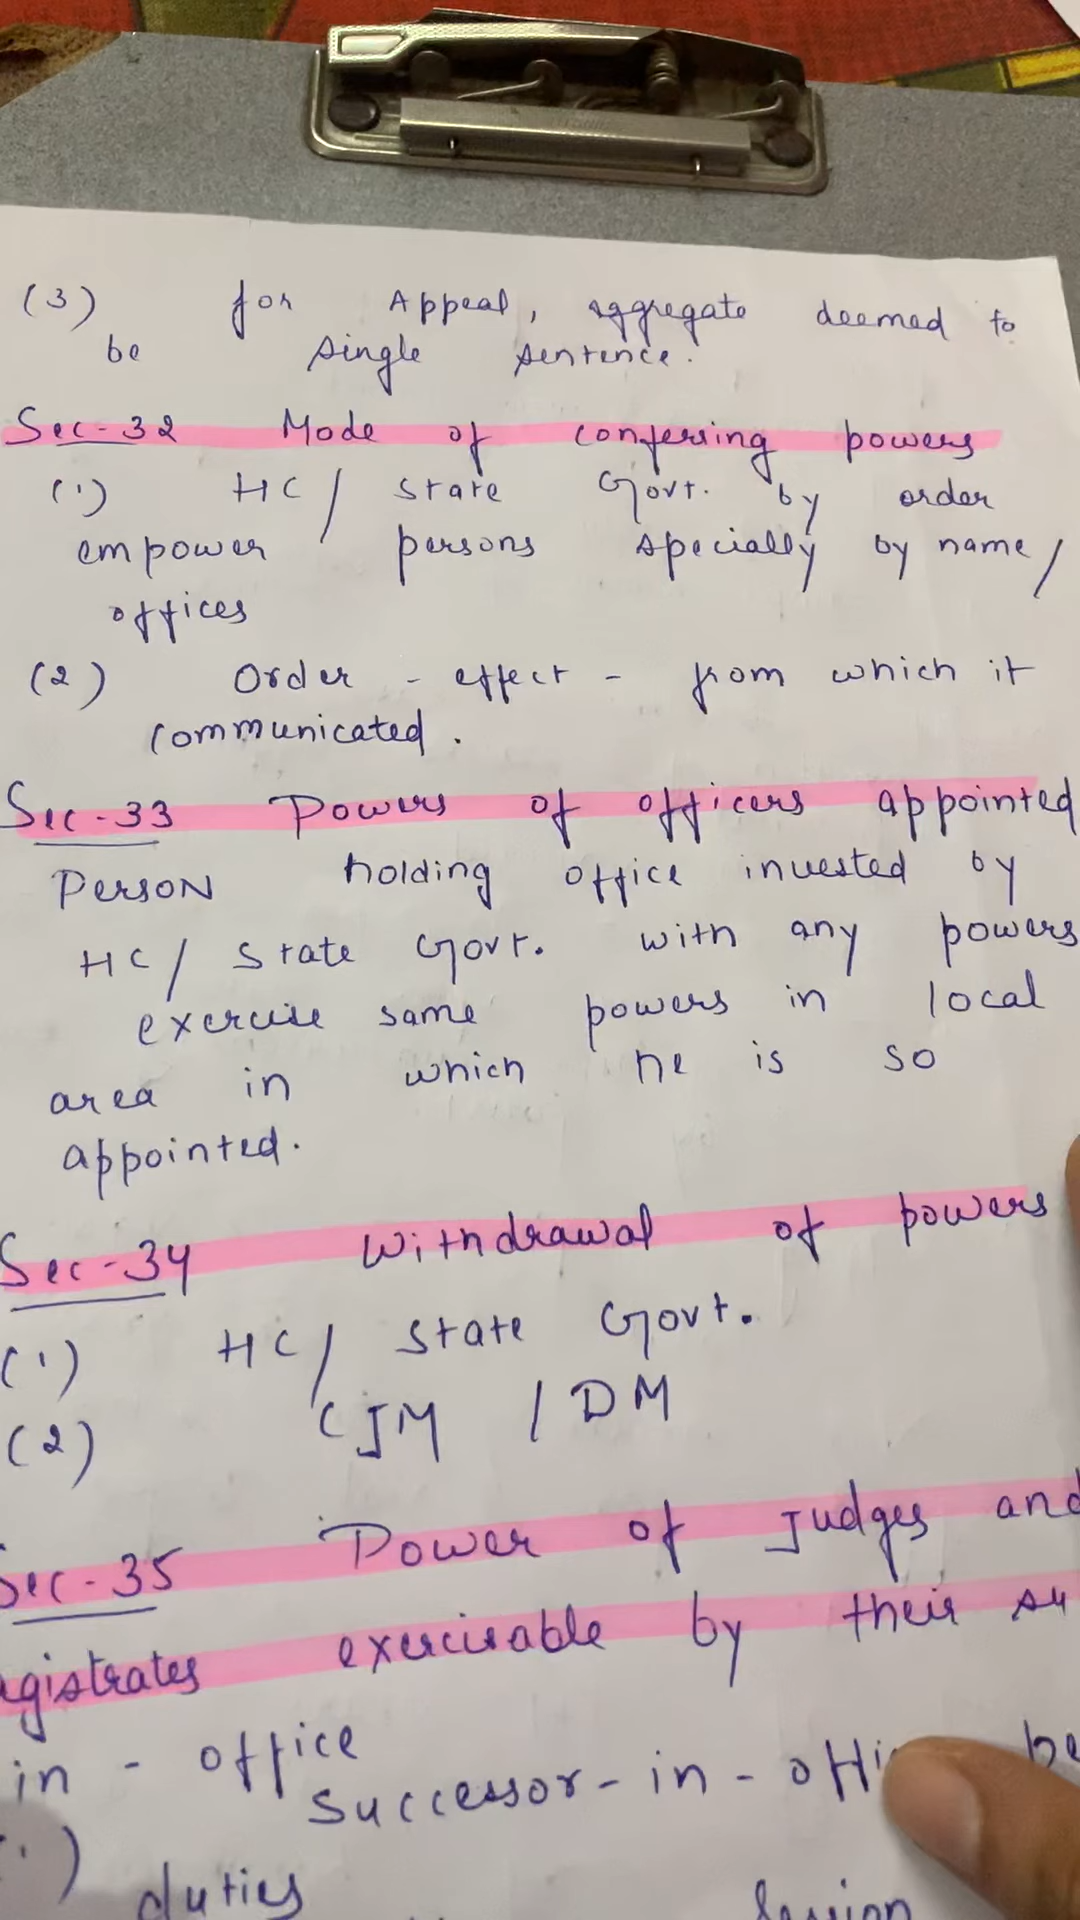 (3) for Appeal, aggregate deemed to
be single sentence.
Sec-32 Mode of conferring powers
(1) HC / State Govt. by order
empower persons specially by name /
offices
(2) Order - effect - from which it
communicated.
Sec-33 Powers of officers appointed
Person holding office invested by
HC / State Govt. with any powers
exercise same powers in local
area in which he is so
appointed.
Sec-34 Withdrawal of powers
(1) HC / State Govt.
(2) CJM / DM
Sec-35 Power of Judges and
agistrates exercisable by their su
in - office
Successor - in - offi be
duties